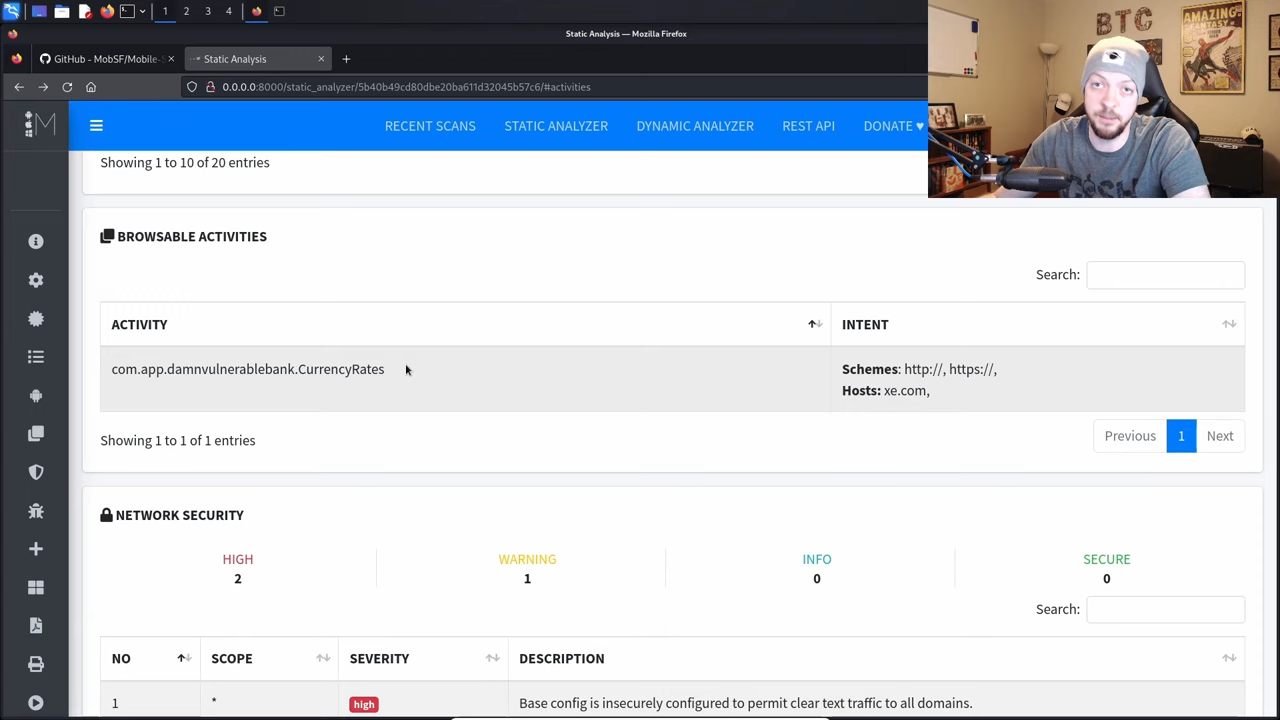 1 2 3 4
Static Analysis — Mozilla Firefox
GitHub - MobSF/Mobile-S
Static Analysis
0.0.0.0:8000/static_analyzer/5b40b49cd80dbe20ba611d32045b57c6/#activities
M
RECENT SCANS STATIC ANALYZER DYNAMIC ANALYZER REST API DONATE ♥
BTC
AMAZING
FANTASY
Showing 1 to 10 of 20 entries
BROWSABLE ACTIVITIES
Search:
ACTIVITY INTENT
com.app.damnvulnerablebank.CurrencyRates Schemes: http://, https://,
Hosts: xe.com,
Showing 1 to 1 of 1 entries Previous 1 Next
NETWORK SECURITY
HIGH WARNING INFO SECURE
2 1 0 0
Search:
NO SCOPE SEVERITY DESCRIPTION
1 * high Base config is insecurely configured to permit clear text traffic to all domains.